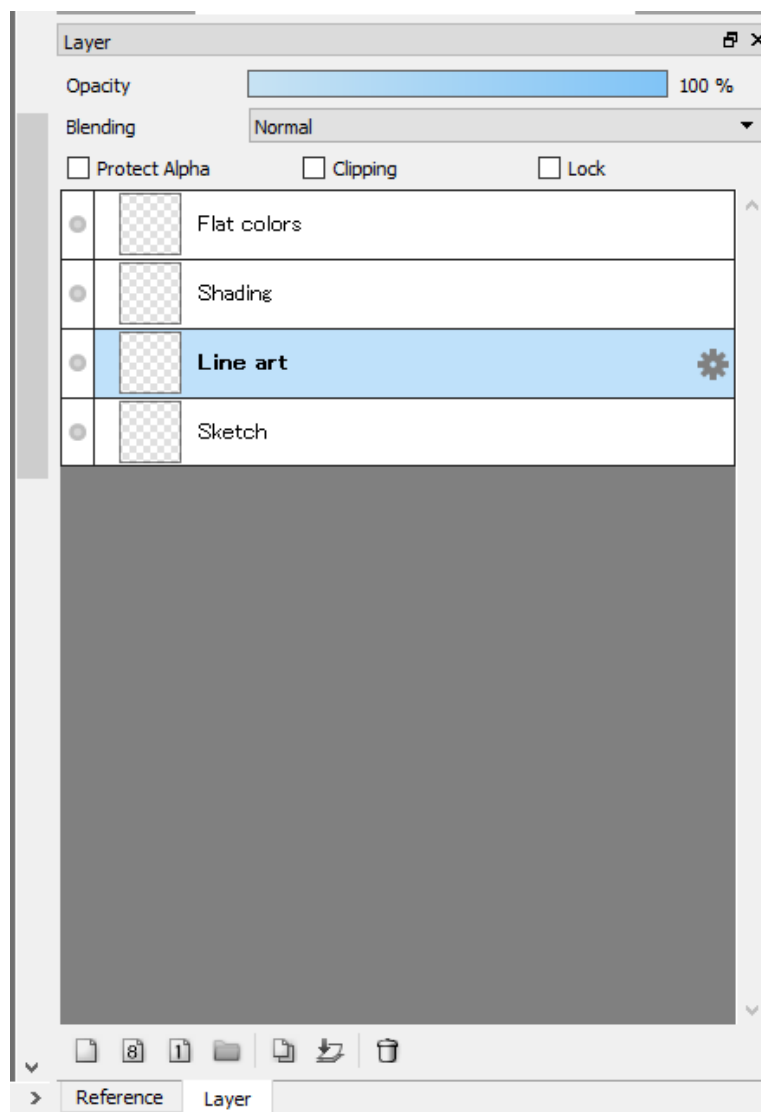 Layer
Opacity 100 %
Blending Normal
Protect Alpha Clipping Lock
Flat colors
Shading
Line art
Sketch
8 1
Reference Layer